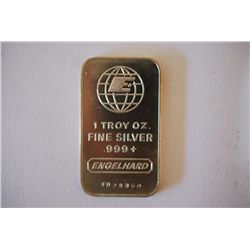 E
1 TROY OZ.
FINE SILVER
.999+
ENGELHARD